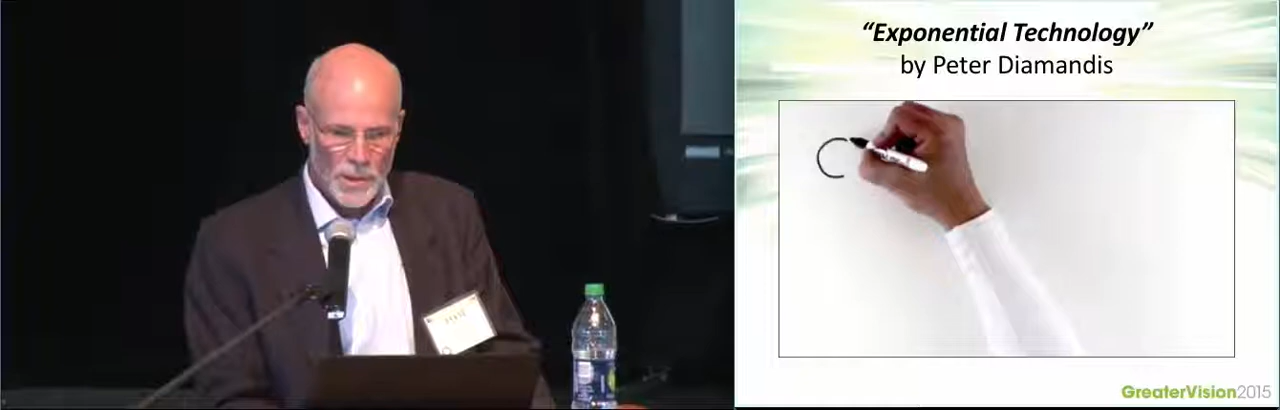 “Exponential Technology”
by Peter Diamandis
GreaterVision2015